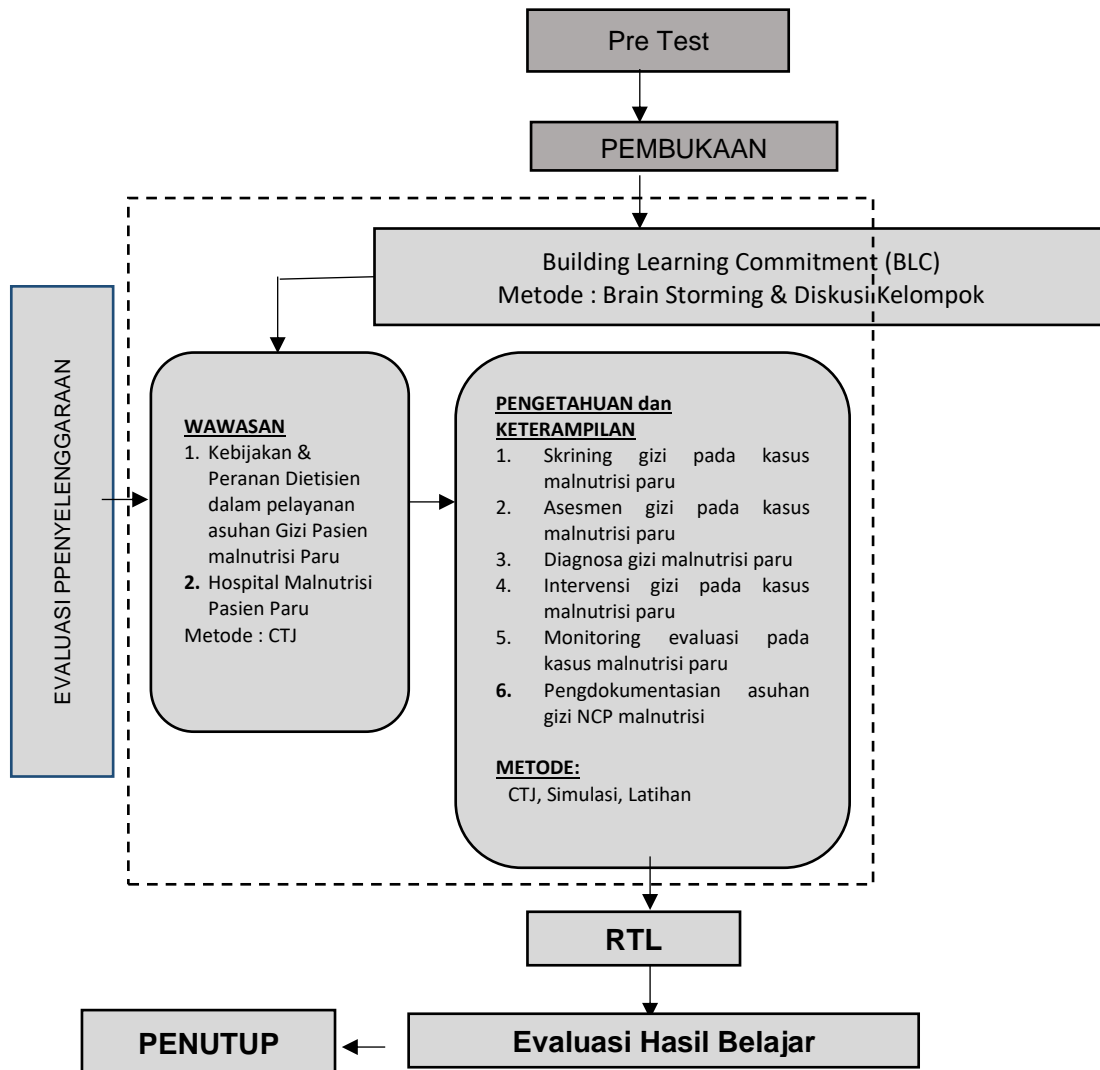 Pre Test
PEMBUKAAN
Building Learning Commitment (BLC)
Metode : Brain Storming & Diskusi Kelompok
EVALUASI PPENYELENGGARAAN
WAWASAN
1. Kebijakan &
Peranan Dietisien
dalam pelayanan
asuhan Gizi Pasien
malnutrisi Paru
2. Hospital Malnutrisi
Pasien Paru
Metode : CTJ
PENGETAHUAN dan
KETERAMPILAN
1. Skrining gizi pada kasus
malnutrisi paru
2. Asesmen gizi pada kasus
malnutrisi paru
3. Diagnosa gizi malnutrisi paru
4. Intervensi gizi pada kasus
malnutrisi paru
5. Monitoring evaluasi pada
kasus malnutrisi paru
6. Pengdokumentasian asuhan
gizi NCP malnutrisi
METODE:
CTJ, Simulasi, Latihan
RTL
Evaluasi Hasil Belajar
PENUTUP